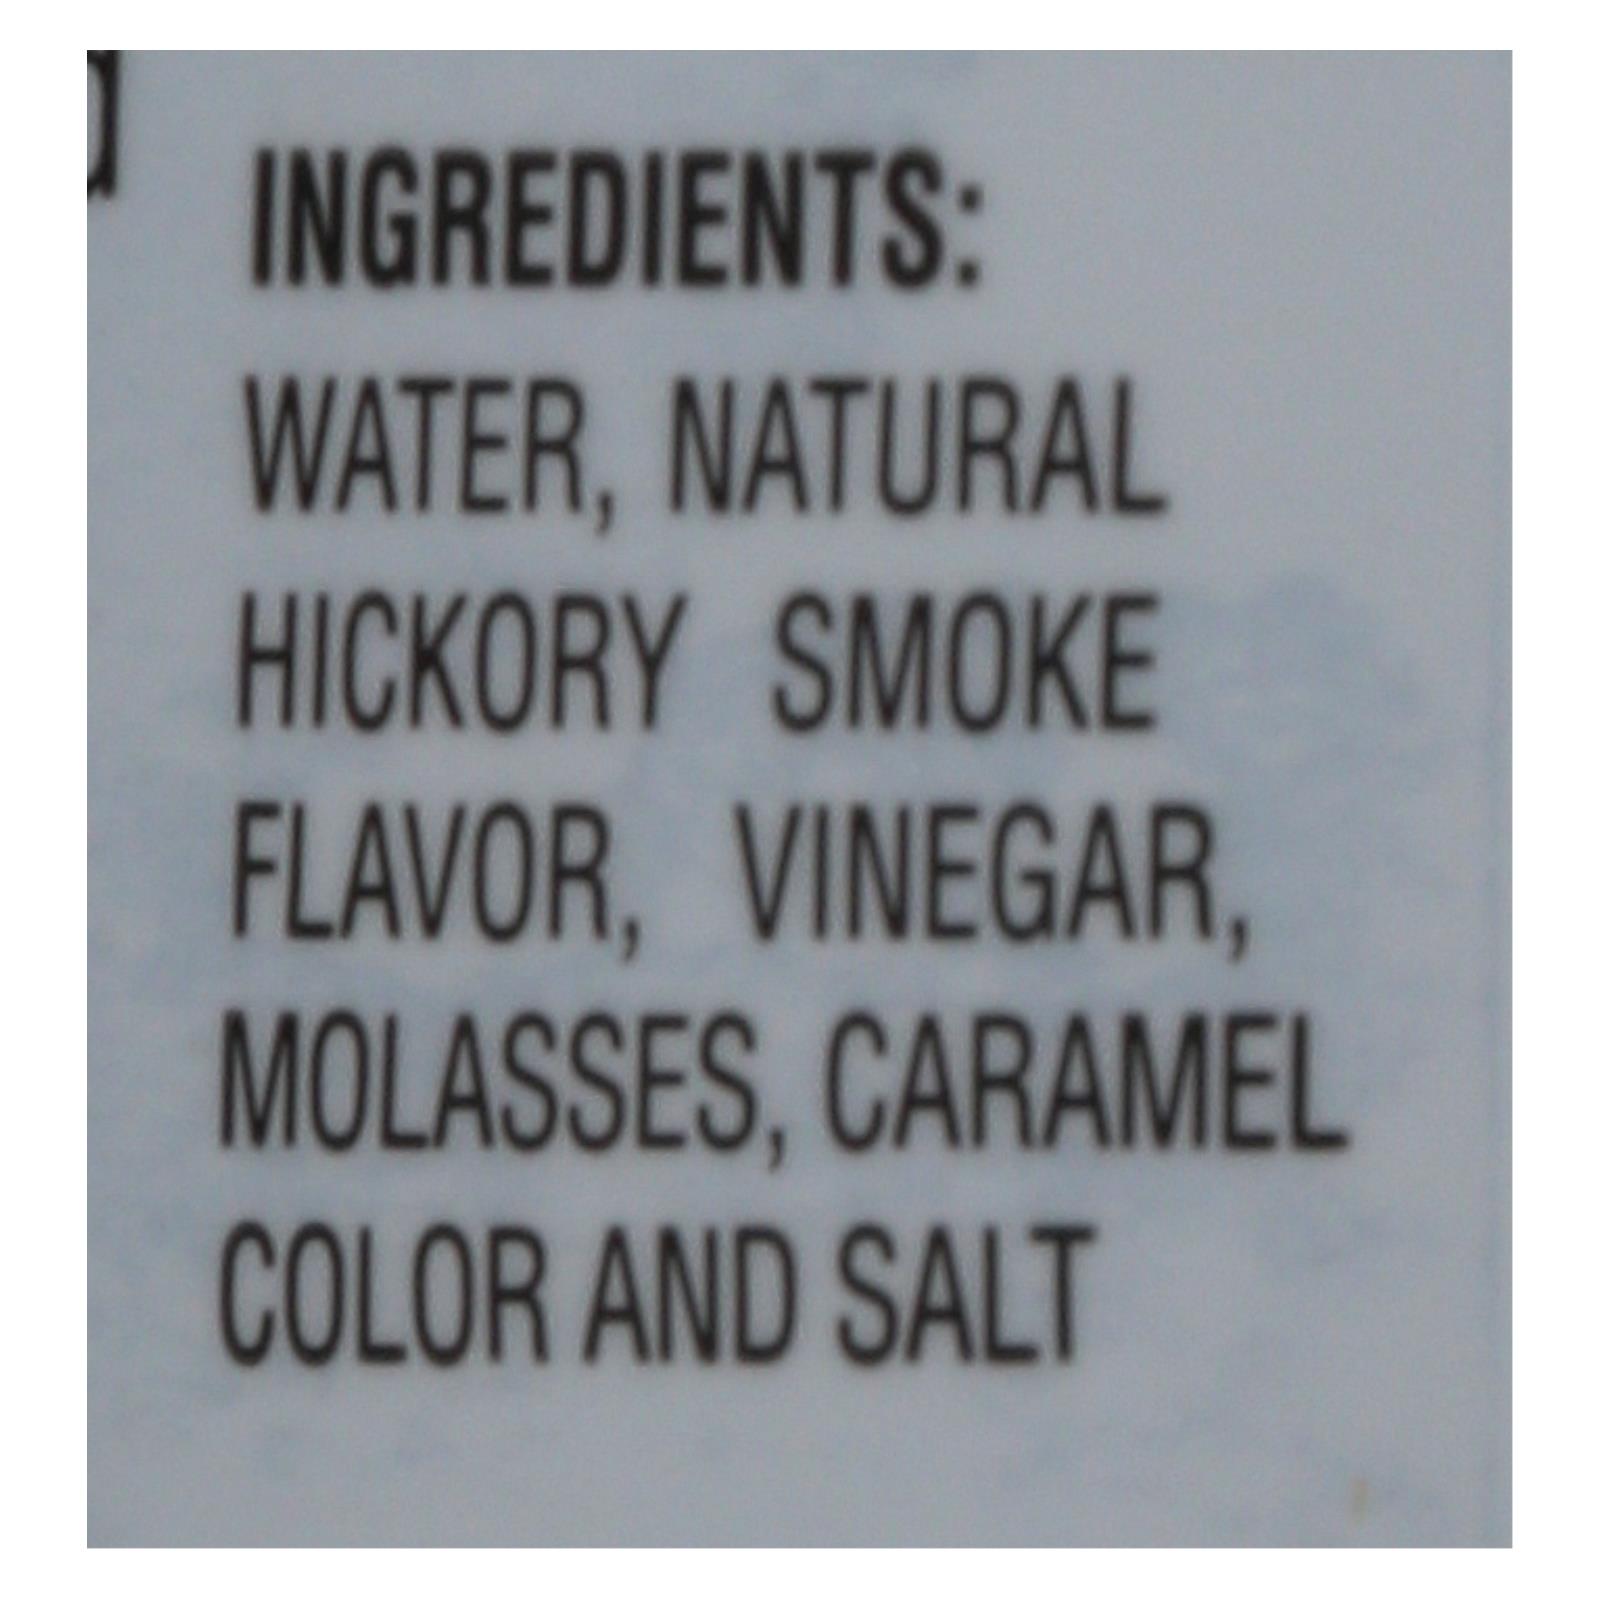 INGREDIENTS:
WATER, NATURAL
HICKORY SMOKE
FLAVOR, VINEGAR,
MOLASSES, CARAMEL
COLOR AND SALT